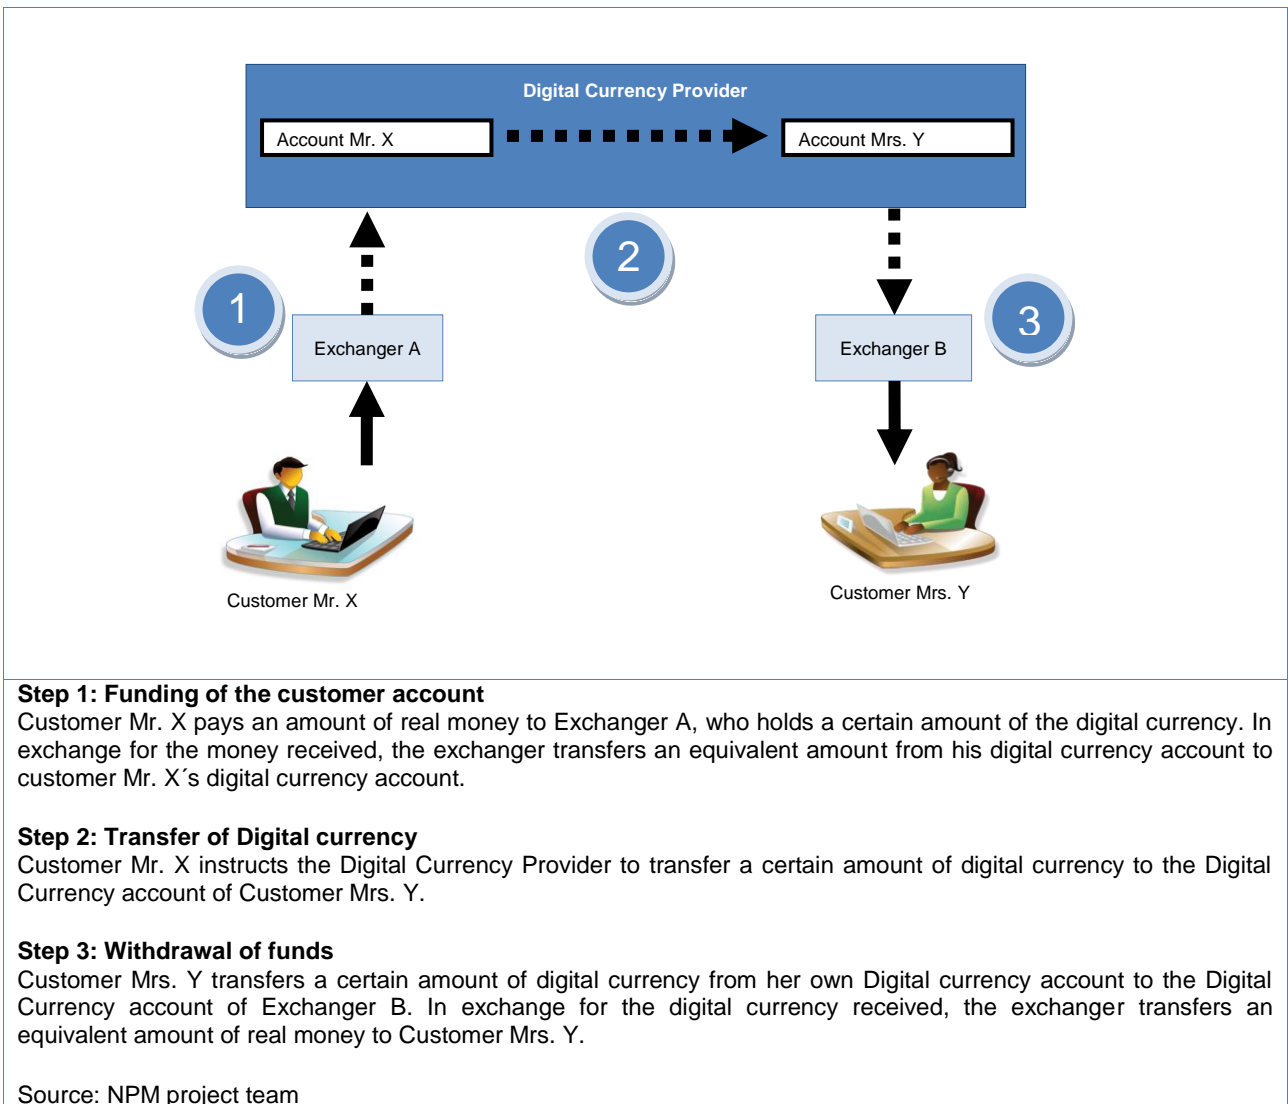 Digital Currency Provider
Account Mr. X
Account Mrs. Y
2
1
3
Exchanger A
Exchanger B
Customer Mr. X
Customer Mrs. Y
Step 1: Funding of the customer account
Customer Mr. X pays an amount of real money to Exchanger A, who holds a certain amount of the digital currency. In
exchange for the money received, the exchanger transfers an equivalent amount from his digital currency account to
customer Mr. X´s digital currency account.
Step 2: Transfer of Digital currency
Customer Mr. X instructs the Digital Currency Provider to transfer a certain amount of digital currency to the Digital
Currency account of Customer Mrs. Y.
Step 3: Withdrawal of funds
Customer Mrs. Y transfers a certain amount of digital currency from her own Digital currency account to the Digital
Currency account of Exchanger B. In exchange for the digital currency received, the exchanger transfers an
equivalent amount of real money to Customer Mrs. Y.
Source: NPM project team